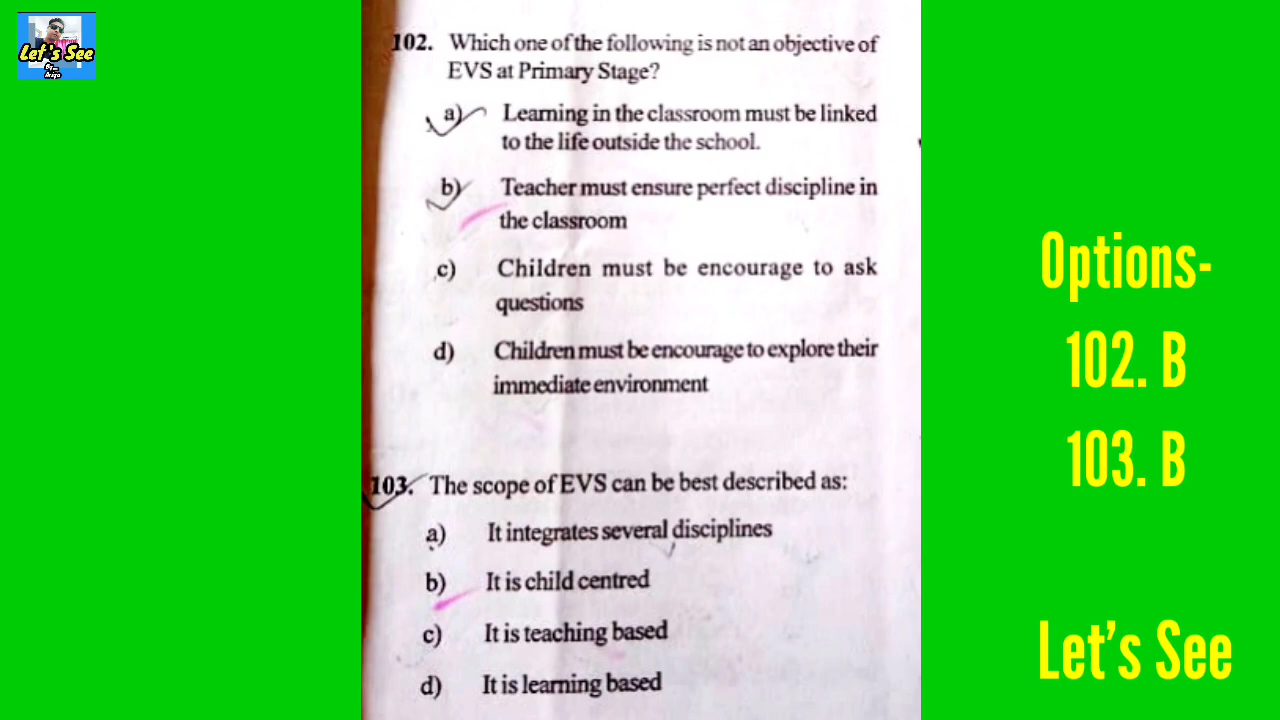 Let's See
102. Which one of the following is not an objective of
EVS at Primary Stage?
a) Learning in the classroom must be linked
to the life outside the school.
b) Teacher must ensure perfect discipline in
the classroom
c) Children must be encourage to ask
questions
d) Children must be encourage to explore their
immediate environment
103. The scope of EVS can be best described as:
a) It integrates several disciplines
b) It is child centred
c) It is teaching based
d) It is learning based
Options-
102. B
103. B
Let's See